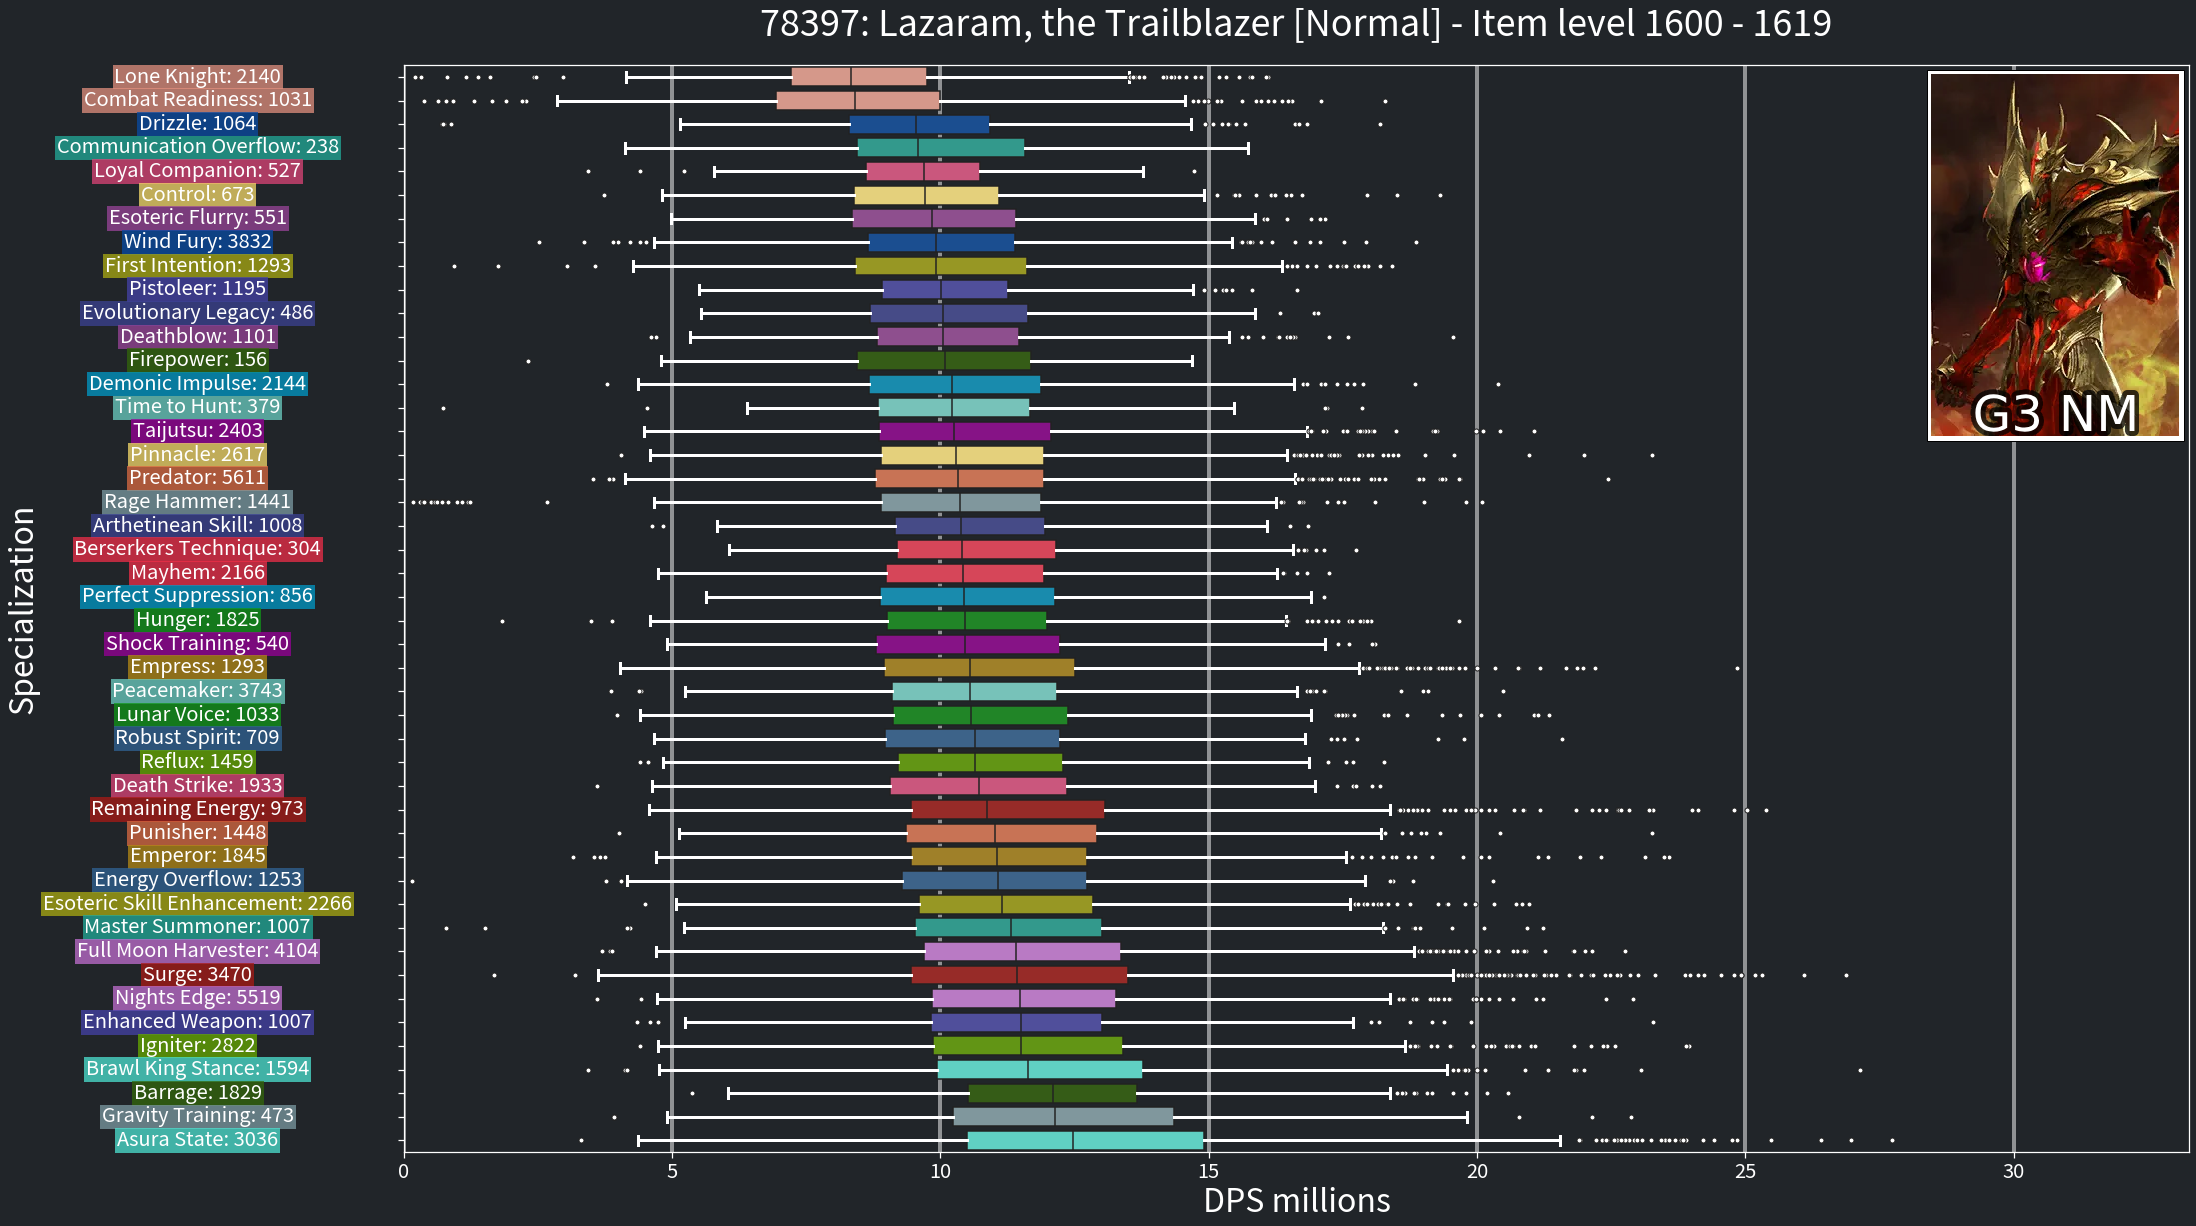 78397: Lazaram, the Trailblazer [Normal] - Item level 1600 - 1619
Lone Knight: 2140
Combat Readiness: 1031
Drizzle: 1064
Communication Overflow: 238
Loyal Companion: 527
Control: 673
Esoteric Flurry: 551
Wind Fury: 3832
First Intention: 1293
Pistoleer: 1195
Evolutionary Legacy: 486
Deathblow: 1101
Firepower: 156
Demonic Impulse: 2144
Time to Hunt: 379
Taijutsu: 2403
Pinnacle: 2617
Predator: 5611
Rage Hammer: 1441
Arthetinean Skill: 1008
Berserkers Technique: 304
Mayhem: 2166
Perfect Suppression: 856
Hunger: 1825
Shock Training: 540
Empress: 1293
Peacemaker: 3743
Lunar Voice: 1033
Robust Spirit: 709
Reflux: 1459
Death Strike: 1933
Remaining Energy: 973
Punisher: 1448
Emperor: 1845
Energy Overflow: 1253
Esoteric Skill Enhancement: 2266
Master Summoner: 1007
Full Moon Harvester: 4104
Surge: 3470
Nights Edge: 5519
Enhanced Weapon: 1007
Igniter: 2822
Brawl King Stance: 1594
Barrage: 1829
Gravity Training: 473
Asura State: 3036
Specialization
G3 NM
0 5 10 15 20 25 30
DPS millions